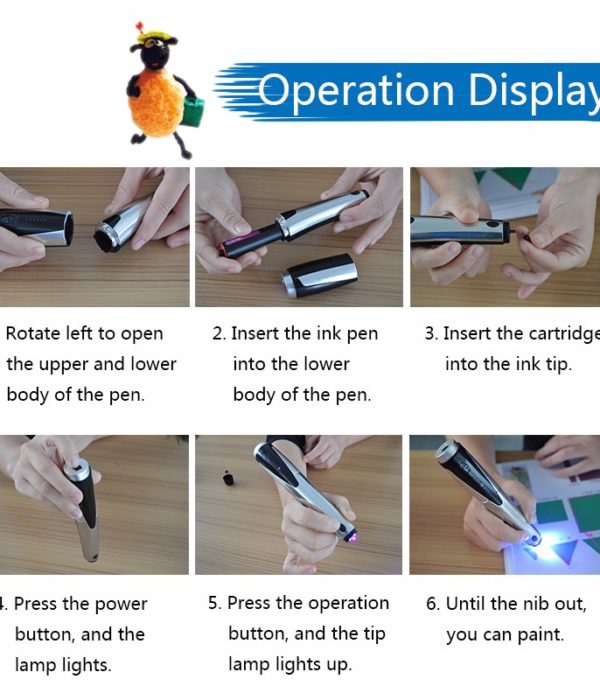 Operation Display
Rotate left to open
the upper and lower
body of the pen.
2. Insert the ink pen
into the lower
body of the pen.
3. Insert the cartridge
into the ink tip.
4. Press the power
button, and the
lamp lights.
5. Press the operation
button, and the tip
lamp lights up.
6. Until the nib out,
you can paint.